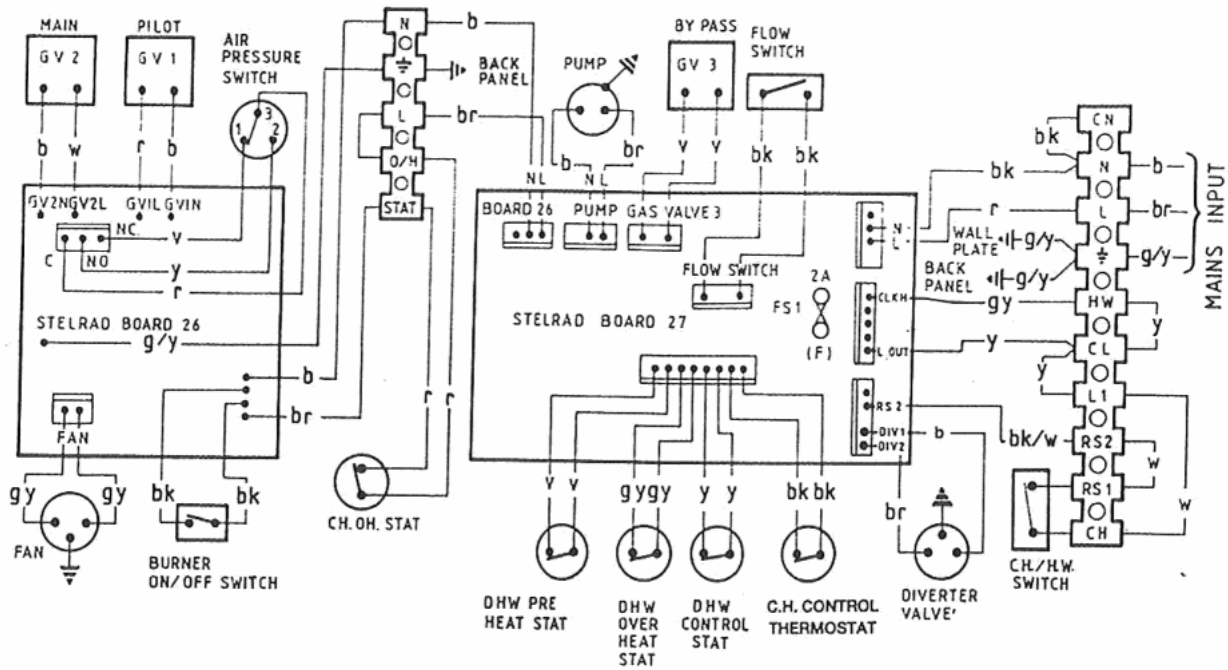 MAIN
GV 2
PILOT
GV 1
AIR
PRESSURE
SWITCH
1
3
2
b
w
r
b
GV2N
GV2L
GV1L
GV1N
NC.
C
NO
v
y
r
STELRAD BOARD 26
g/y
b
br
FAN
gy
gy
bk
bk
FAN
BURNER
ON/OFF SWITCH
N
L
O/H
STAT
b
BACK
PANEL
br
r
r
CH. OH. STAT
PUMP
b
br
N L
N L
BY PASS
GV 3
v
v
FLOW
SWITCH
bk
bk
BOARD 26
PUMP
GAS VALVE 3
FLOW SWITCH
N
L
STELRAD BOARD 27
2A
FS1
(F)
CLKH
L OUT
RS2
DIV1
DIV2
v
v
gy
gy
y
y
bk
bk
DHW PRE
HEAT STAT
DHW
OVER
HEAT
STAT
DHW
CONTROL
STAT
C.H. CONTROL
THERMOSTAT
br
b
DIVERTER
VALVE'
bk
r
WALL
PLATE
g/y
BACK
PANEL
g/y
gy
y
bk/w
bk
CN
N
L
HW
CL
L1
RS2
RS1
CH
b
br
g/y
MAINS INPUT
y
y
w
w
C.H./H.W.
SWITCH